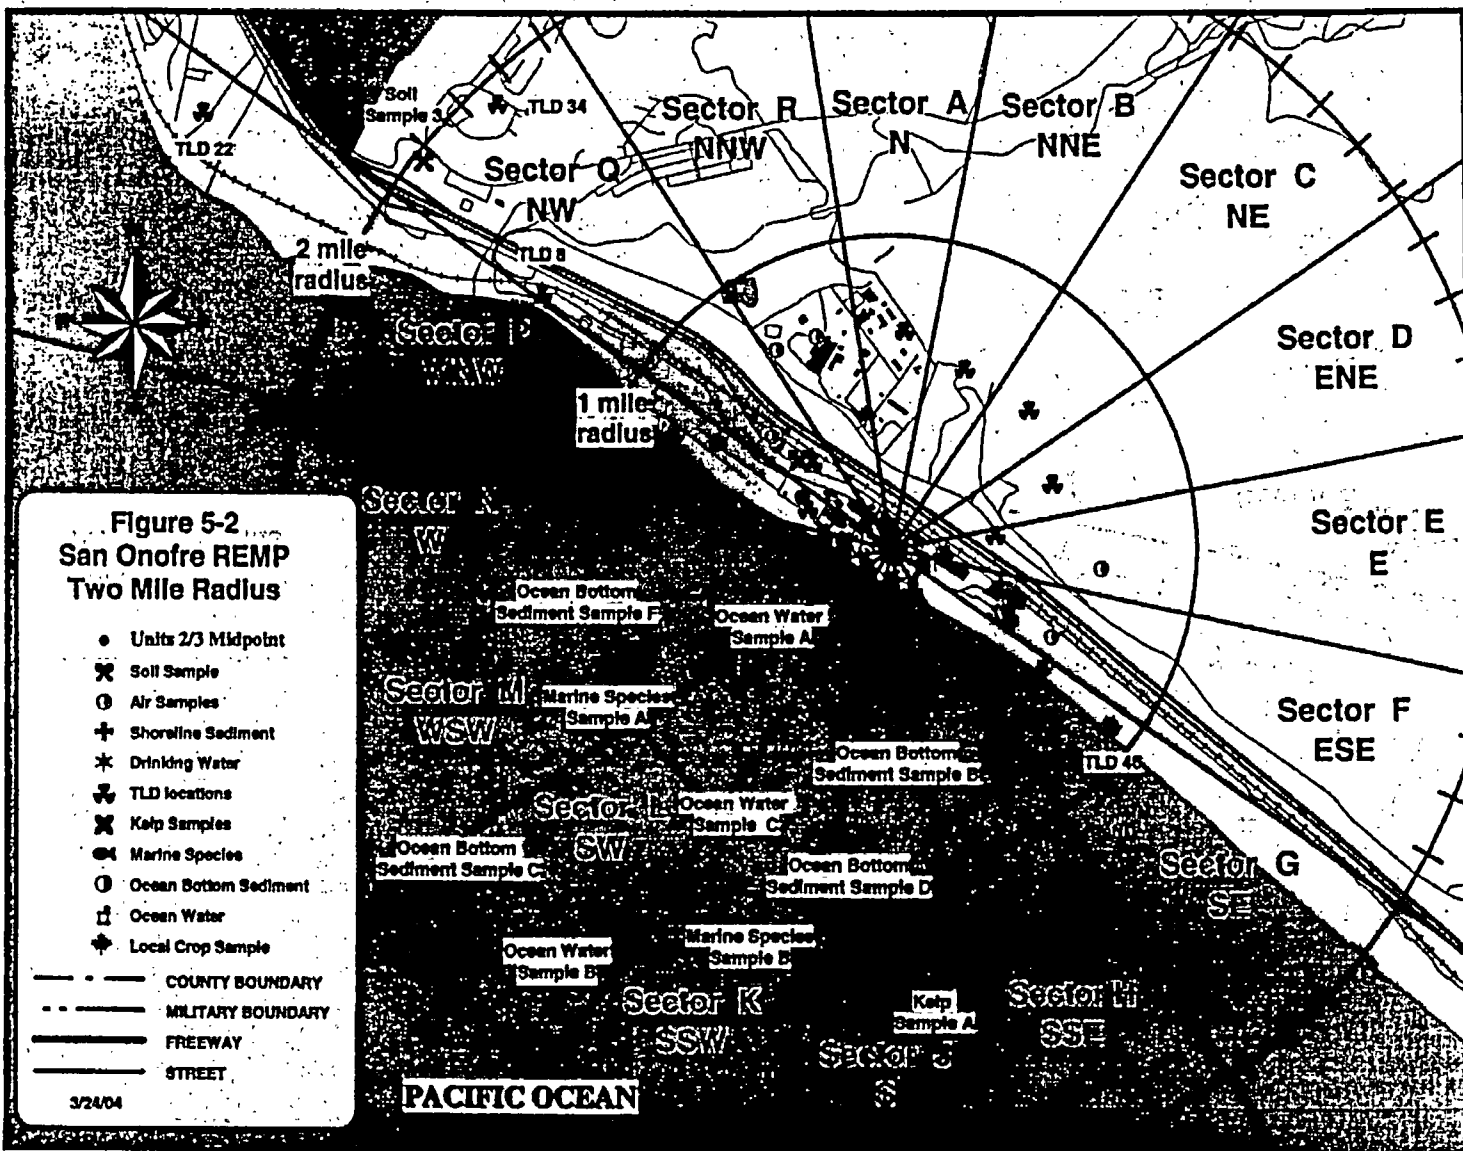 Soil
Sample 3
TLD 34
TLD 22
Sector R
NNW
Sector A
N
Sector B
NNE
Sector Q
NW
Sector C
NE
2 mile
radius
TLD 8
Sector P
WNW
Sector D
ENE
1 mile
radius
Sector N
W
Sector E
E
Ocean Bottom
Sediment Sample F
Ocean Water
Sample A
Sector M
WSW
Marine Species
Sample A
Sector F
ESE
Ocean Bottom
Sediment Sample B
TLD 46
Sector L
SW
Ocean Water
Sample C
Ocean Bottom
Sediment Sample C
Ocean Bottom
Sediment Sample D
Sector G
SE
Ocean Water
Sample B
Marine Species
Sample B
Sector K
SSW
Kelp
Sample A
Sector H
SSE
Sector J
S
PACIFIC OCEAN
Figure 5-2
San Onofre REMP
Two Mile Radius
Units 2/3 Midpoint
Soil Sample
Air Samples
Shoreline Sediment
Drinking Water
TLD locations
Kelp Samples
Marine Species
Ocean Bottom Sediment
Ocean Water
Local Crop Sample
COUNTY BOUNDARY
MILITARY BOUNDARY
FREEWAY
STREET
3/24/04